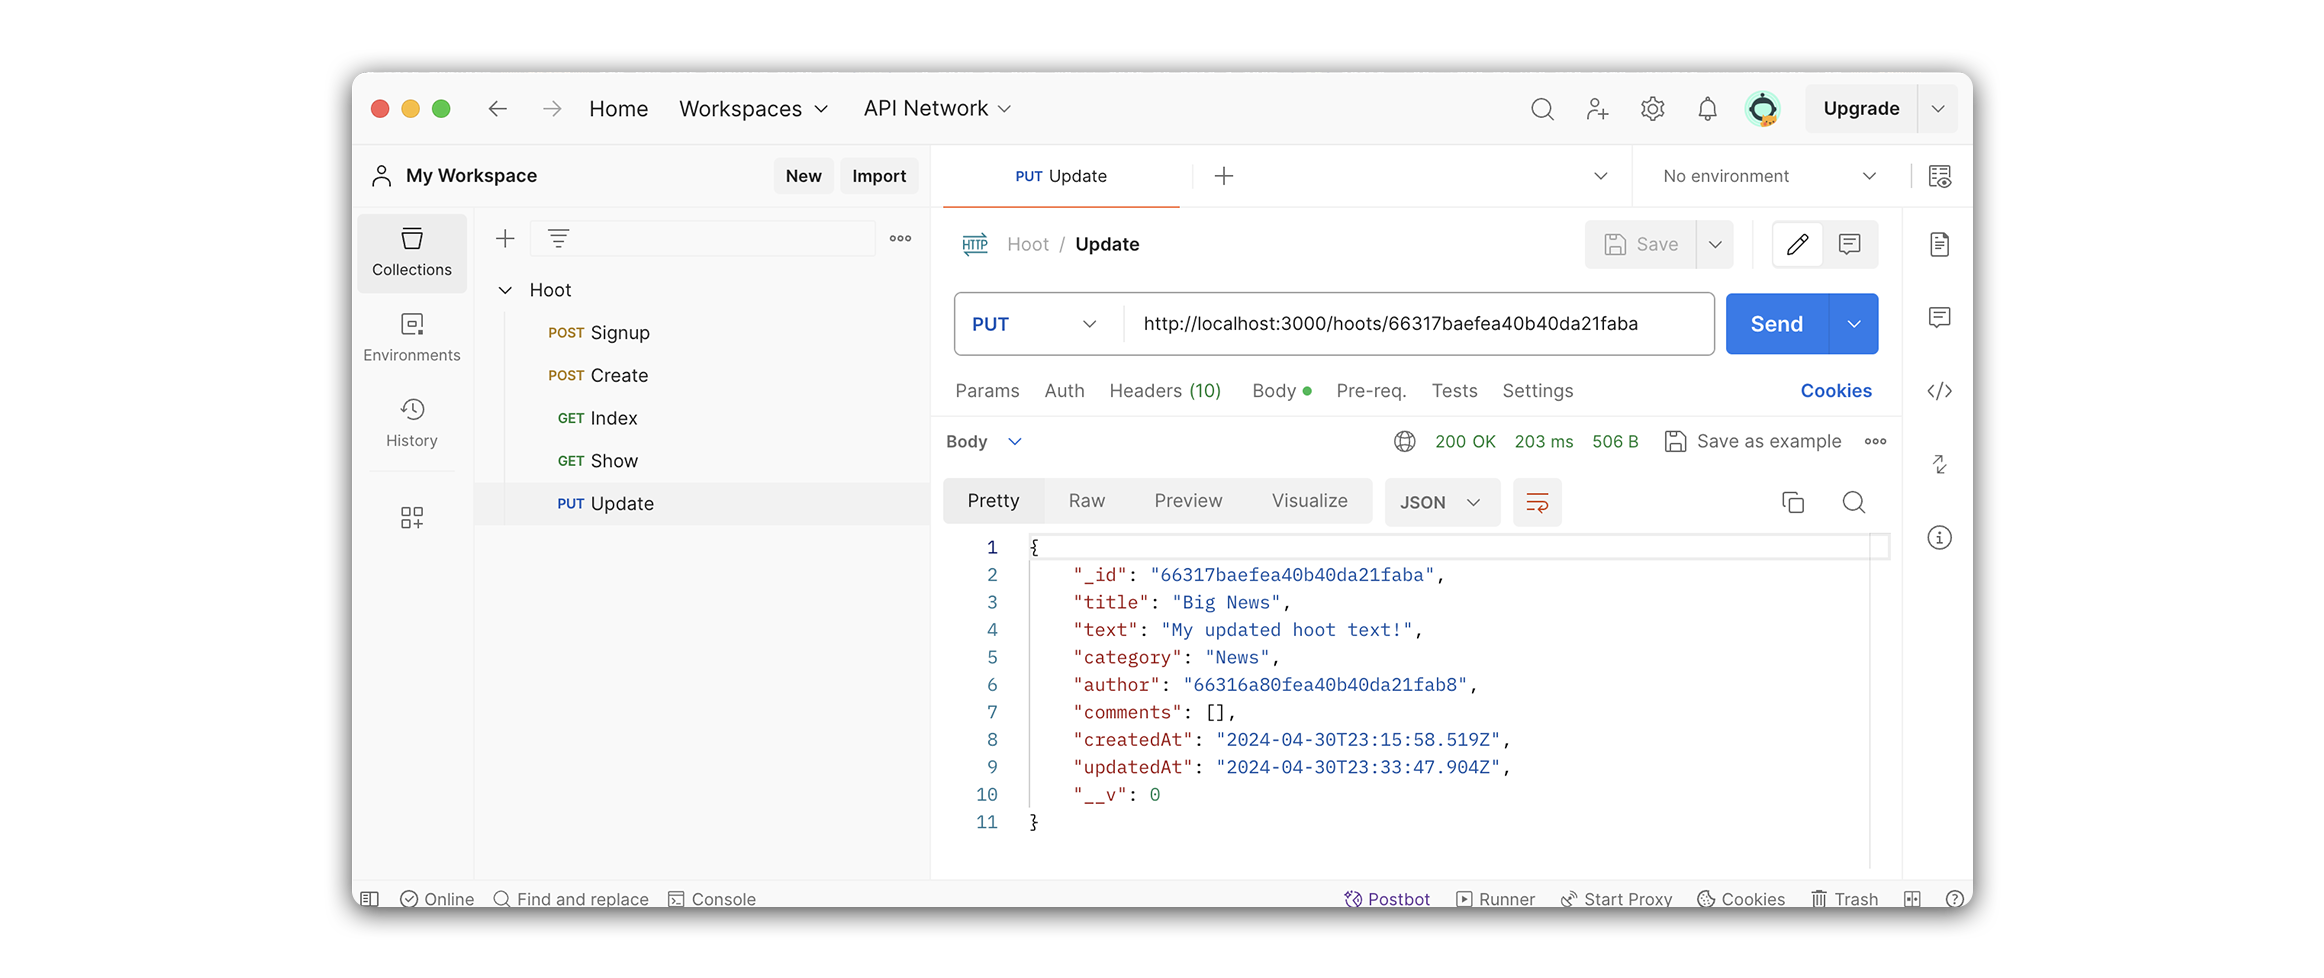 Home Workspaces API Network Upgrade
My Workspace New Import PUT Update No environment
Collections
Environments
History
Hoot
POST Signup
POST Create
GET Index
GET Show
PUT Update
HTTP Hoot / Update Save
PUT http://localhost:3000/hoots/66317baefea40b40da21faba Send
Params Auth Headers (10) Body Pre-req. Tests Settings Cookies
Body 200 OK 203 ms 506 B Save as example
Pretty Raw Preview Visualize JSON
1 {
2 "_id": "66317baefea40b40da21faba",
3 "title": "Big News",
4 "text": "My updated hoot text!",
5 "category": "News",
6 "author": "66316a80fea40b40da21fab8",
7 "comments": [],
8 "createdAt": "2024-04-30T23:15:58.519Z",
9 "updatedAt": "2024-04-30T23:33:47.904Z",
10 "__v": 0
11 }
Online Find and replace Console Postbot Runner Start Proxy Cookies Trash